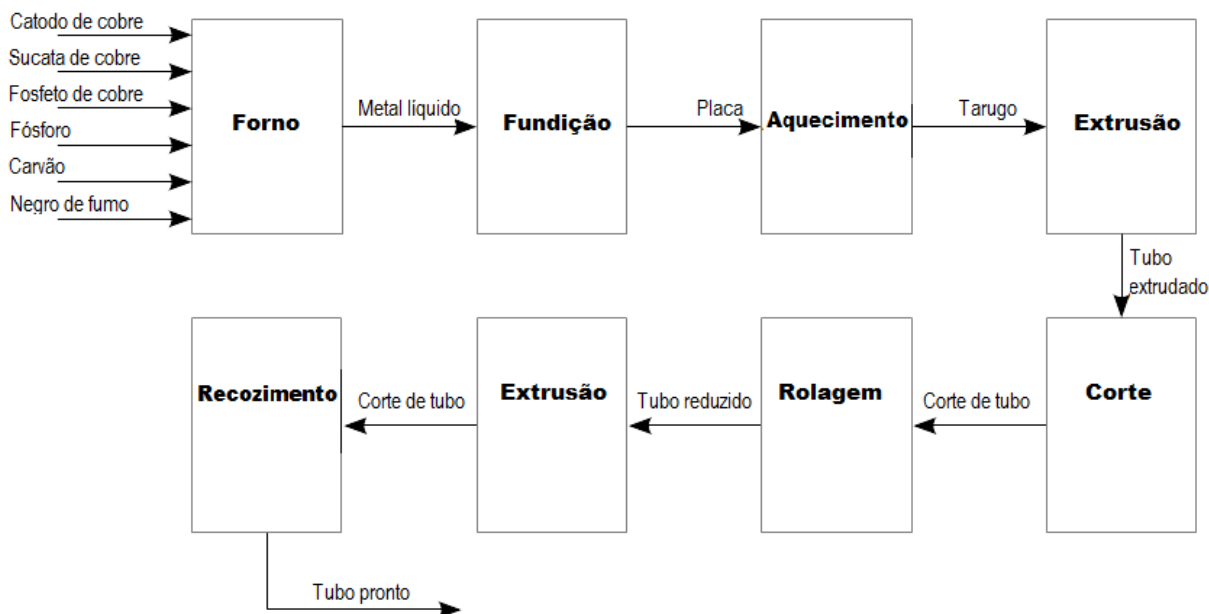 Catodo de cobre
Sucata de cobre
Fosfeto de cobre
Fósforo
Carvão
Negro de fumo
Forno
Metal líquido
Fundição
Placa
Aquecimento
Tarugo
Extrusão
Tubo
extrudado
Corte
Corte de tubo
Rolagem
Tubo reduzido
Extrusão
Corte de tubo
Recozimento
Tubo pronto